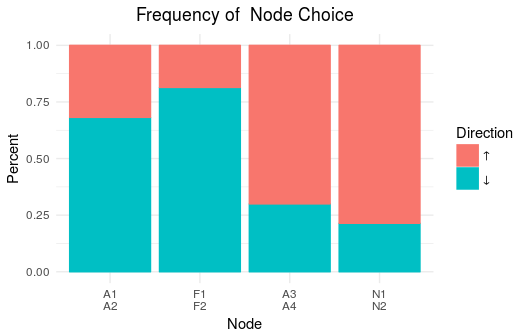 Frequency of  Node Choice
Percent
1.00
0.75
0.50
0.25
0.00
A1
A2
F1
F2
A3
A4
N1
N2
Node
Direction
↑
↓